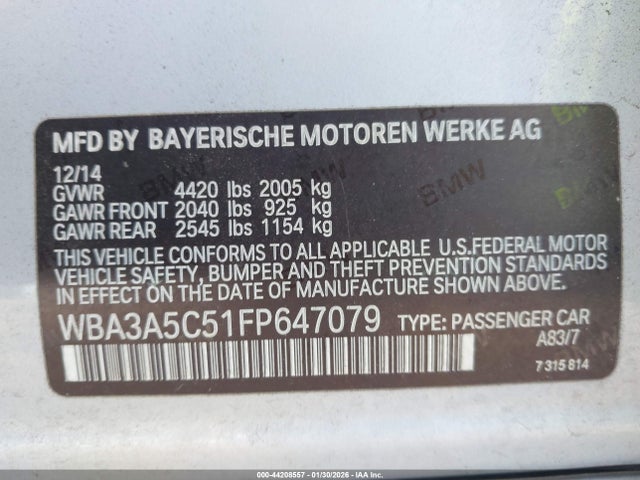 MFD BY BAYERISCHE MOTOREN WERKE AG
12/14
GVWR 4420 lbs 2005 kg
GAWR FRONT 2040 lbs 925 kg
GAWR REAR 2545 lbs 1154 kg
THIS VEHICLE CONFORMS TO ALL APPLICABLE U.S.FEDERAL MOTOR
VEHICLE SAFETY, BUMPER AND THEFT PREVENTION STANDARDS
IN EFFECT ON THE DATE OF MANUFACTURE SHOWN ABOVE.
WBA3A5C51FP647079 TYPE: PASSENGER CAR
A83/7
7 315 814
000-44208557 - 01/30/2026 - IAA Inc.